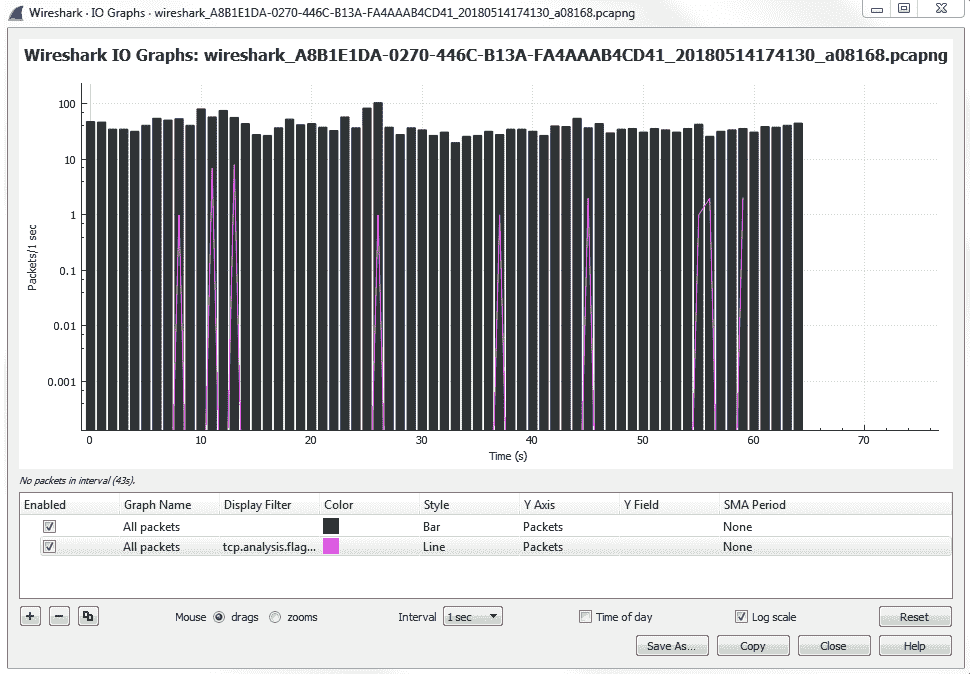 Wireshark · IO Graphs · wireshark_A8B1E1DA-0270-446C-B13A-FA4AAAB4CD41_20180514174130_a08168.pcapng
Wireshark IO Graphs: wireshark_A8B1E1DA-0270-446C-B13A-FA4AAAB4CD41_20180514174130_a08168.pcapng
Packets/1 sec
100
10
1
0.1
0.01
0.001
0 10 20 30 40 50 60 70
Time (s)
No packets in interval (43s).
Enabled Graph Name Display Filter Color Style Y Axis Y Field SMA Period
All packets Bar Packets None
All packets tcp.analysis.flag... Line Packets None
+ − Mouse drags zooms Interval 1 sec Time of day Log scale Reset
Save As... Copy Close Help